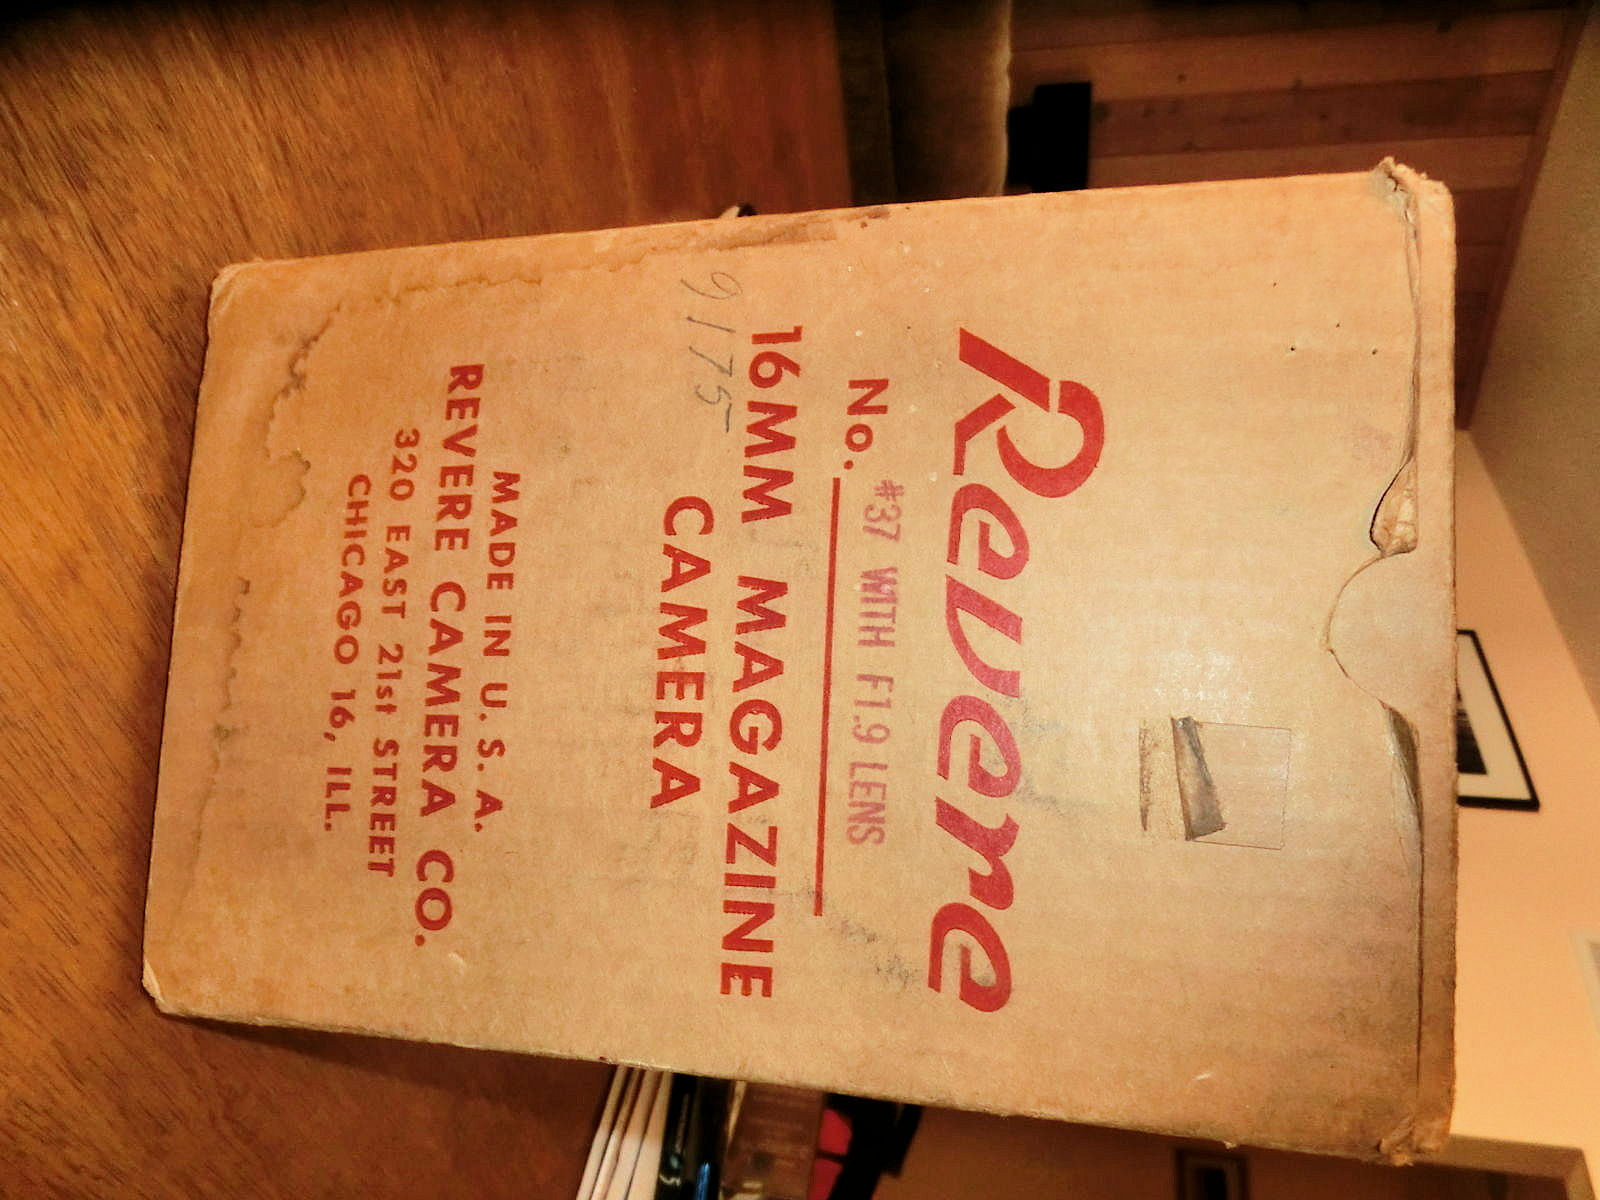 Revere
No. #37 WITH F1.9 LENS
16MM MAGAZINE
CAMERA
9175
MADE IN U. S. A.
REVERE CAMERA CO.
320 EAST 21st STREET
CHICAGO 16, ILL.